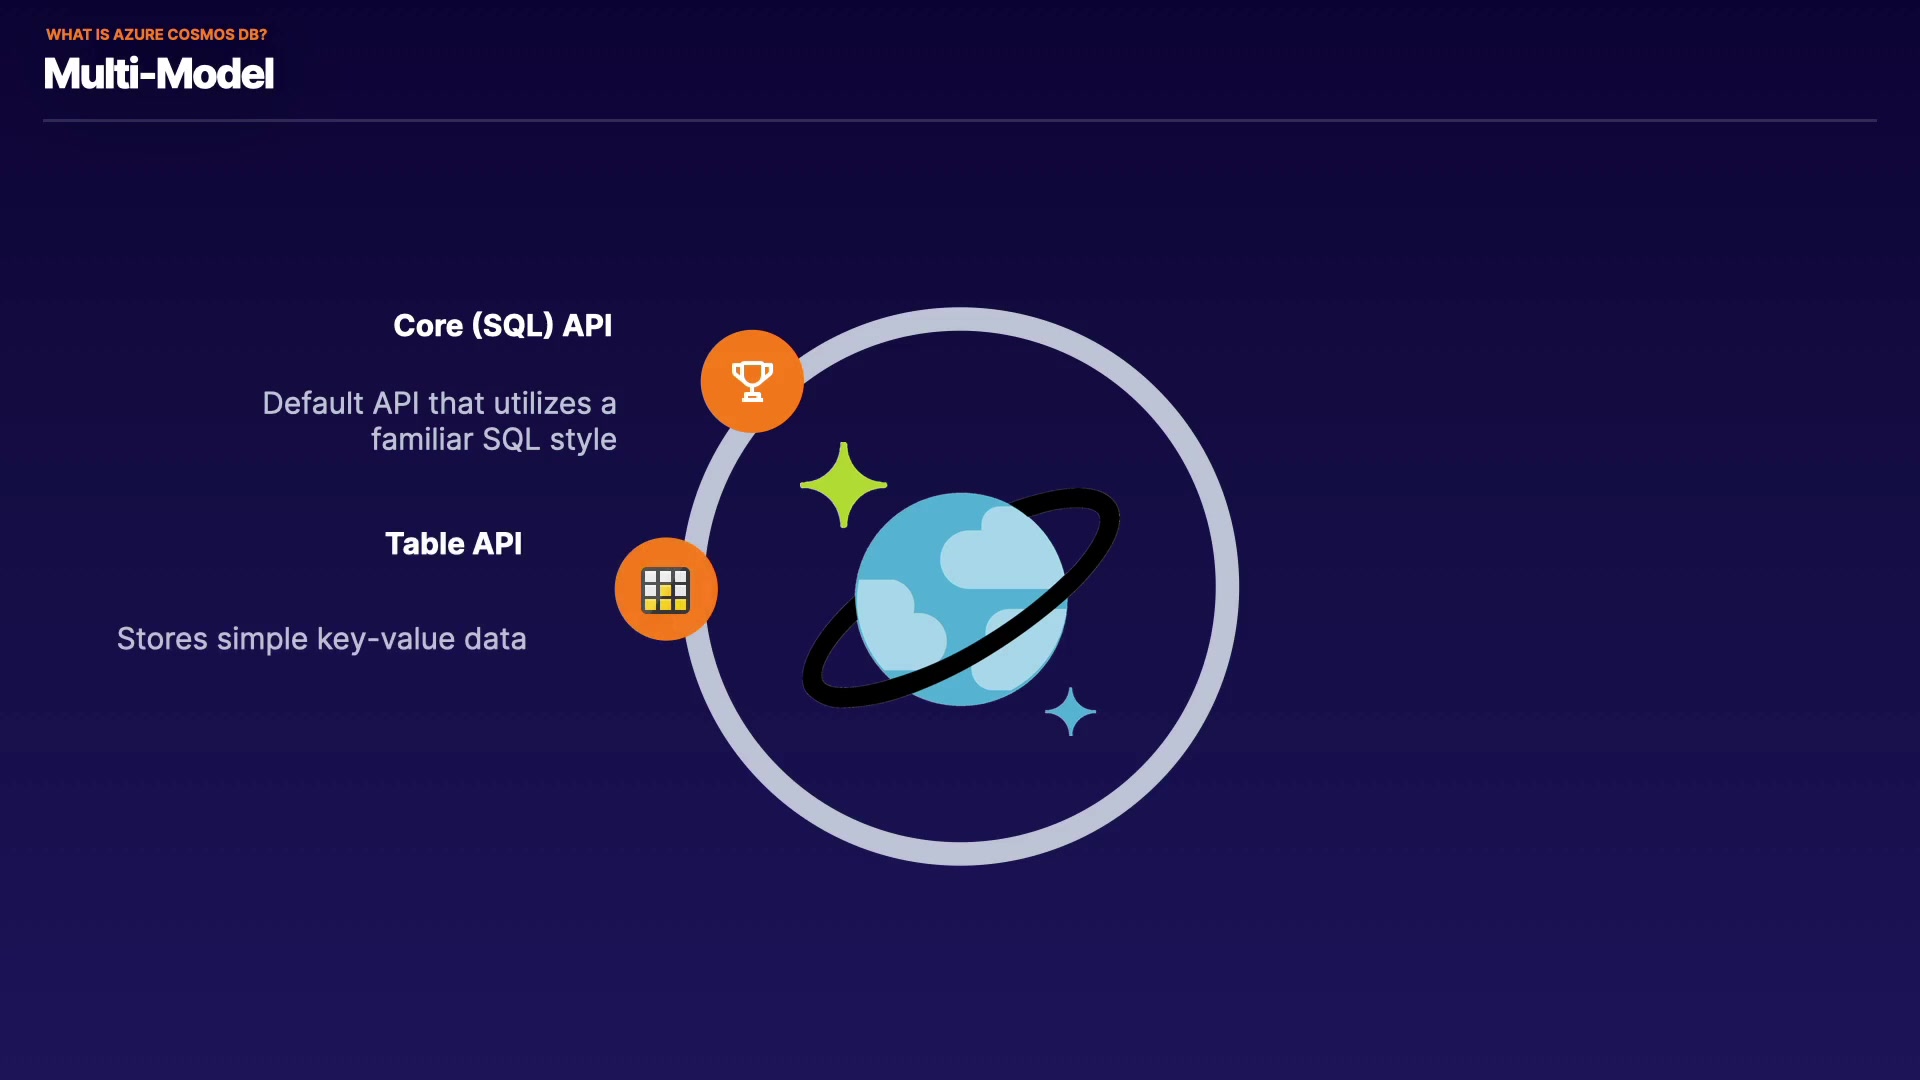 WHAT IS AZURE COSMOS DB?
Multi-Model
Core (SQL) API
Default API that utilizes a
familiar SQL style
Table API
Stores simple key-value data